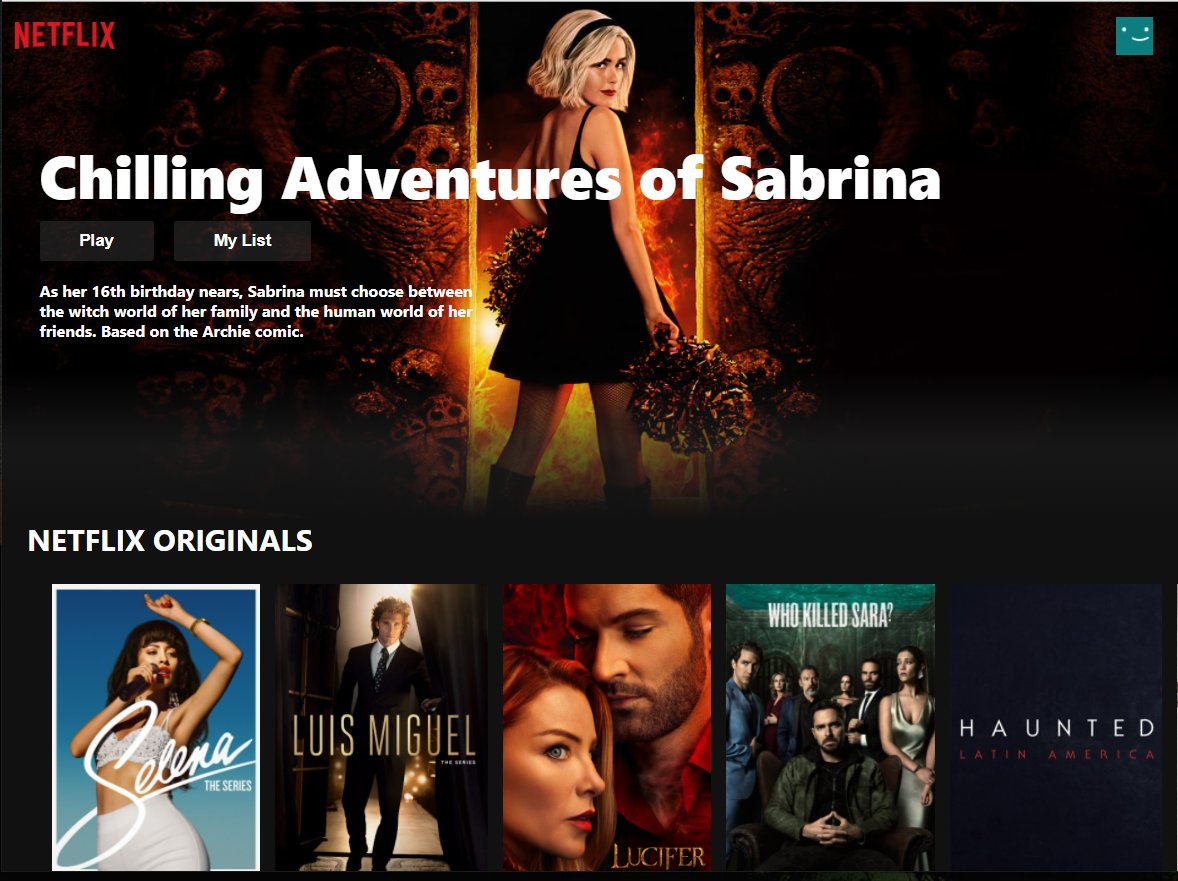 NETFLIX
Chilling Adventures of Sabrina
Play
My List
As her 16th birthday nears, Sabrina must choose between
the witch world of her family and the human world of her
friends. Based on the Archie comic.
NETFLIX ORIGINALS
Selena
THE SERIES
LUIS MIGUEL
THE SERIES
LUCIFER
WHO KILLED SARA?
HAUNTED
LATIN AMERICA